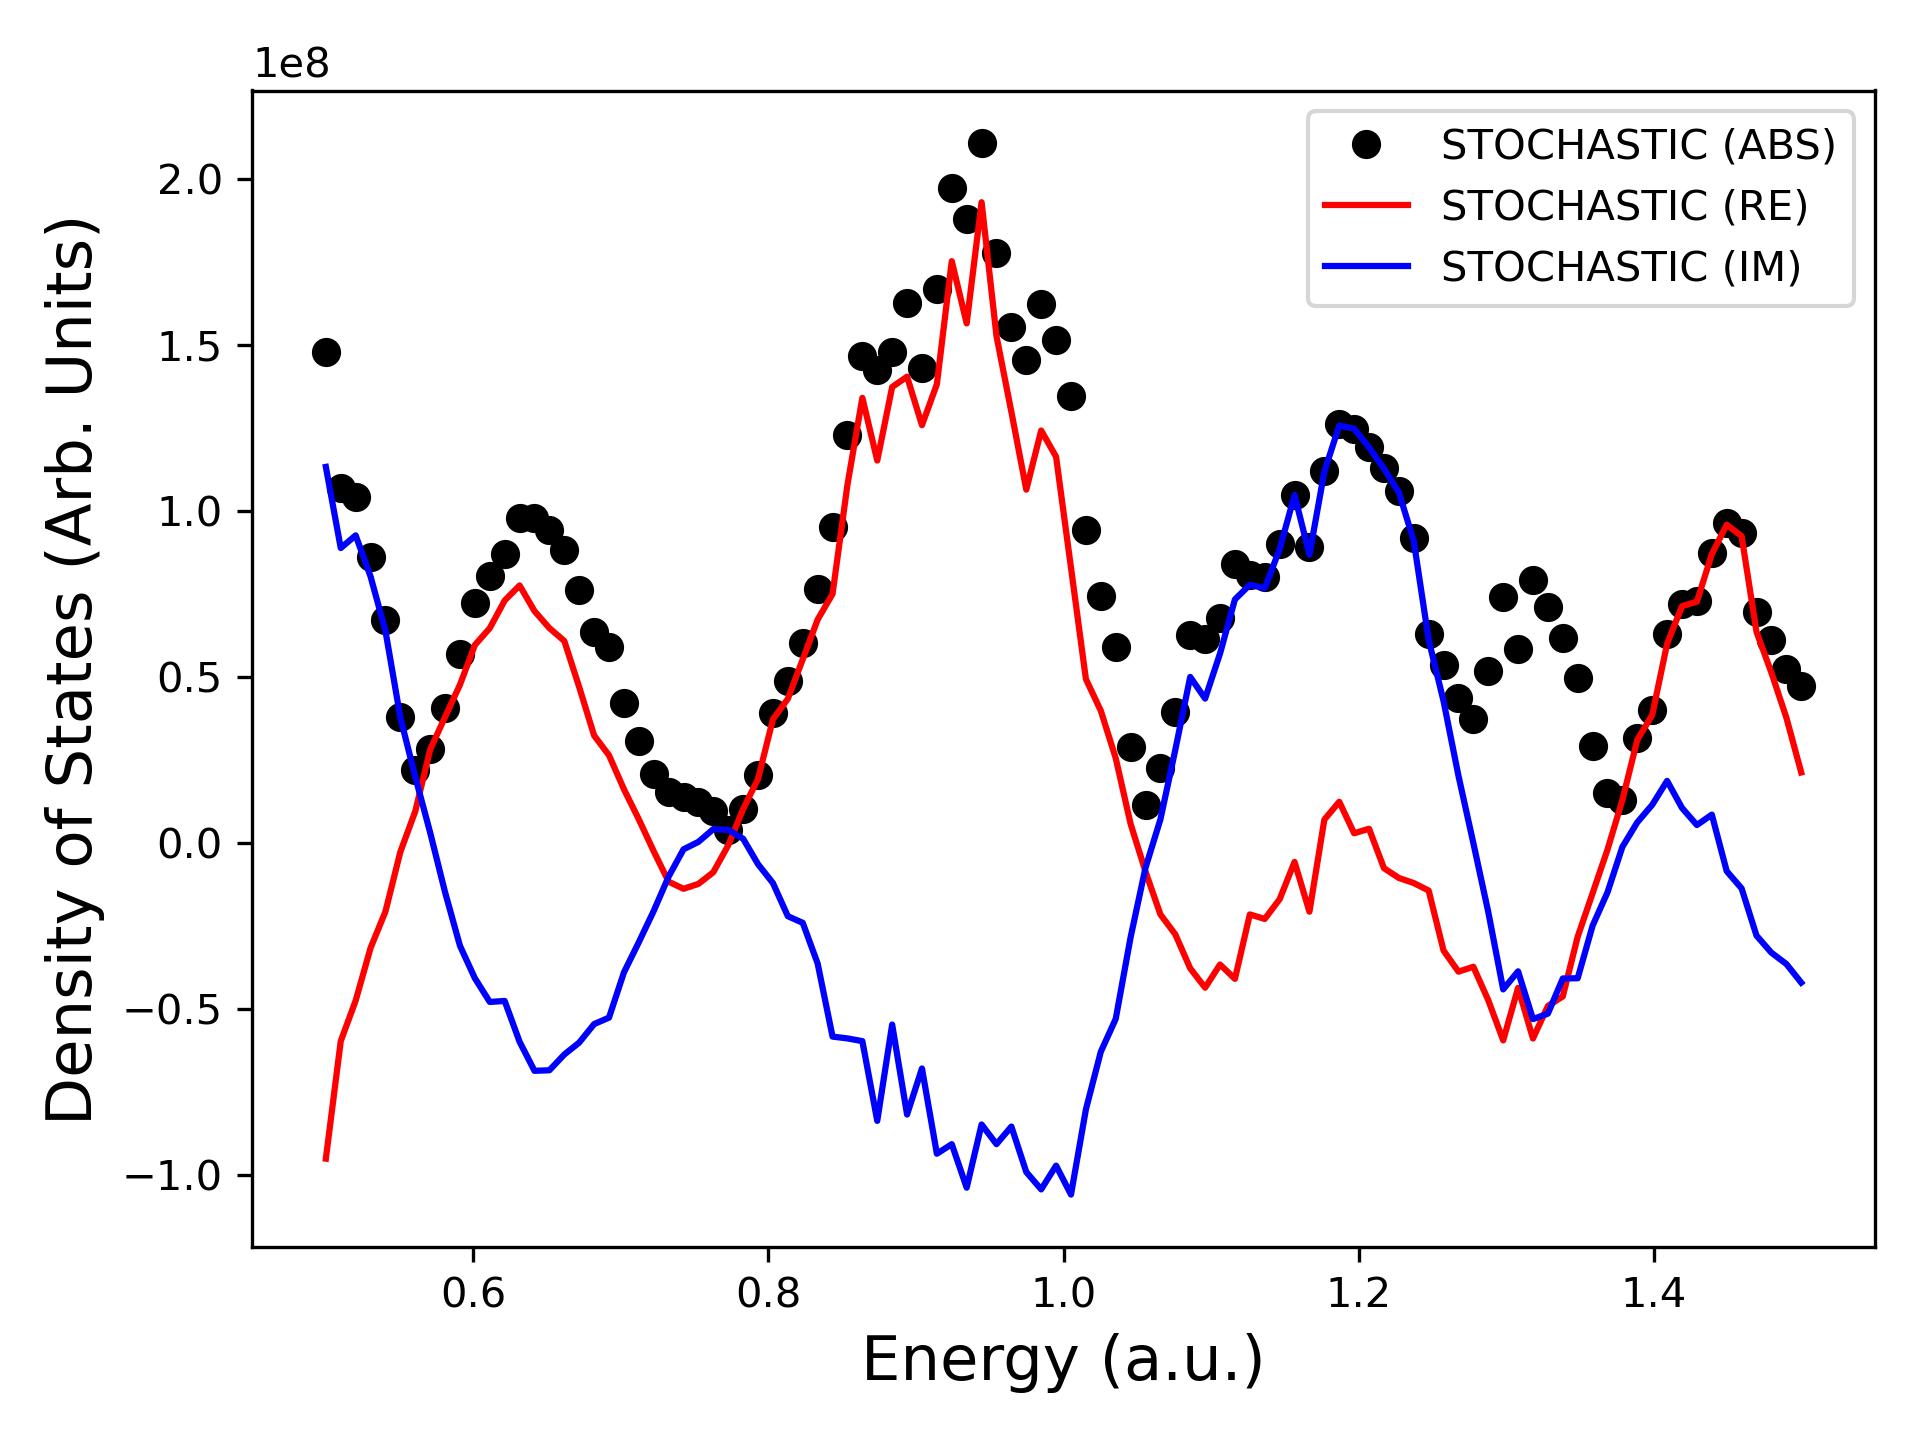 1e8
STOCHASTIC (ABS)
STOCHASTIC (RE)
STOCHASTIC (IM)
2.0
1.5
1.0
0.5
0.0
−0.5
−1.0
Density of States (Arb. Units)
0.6 0.8 1.0 1.2 1.4
Energy (a.u.)